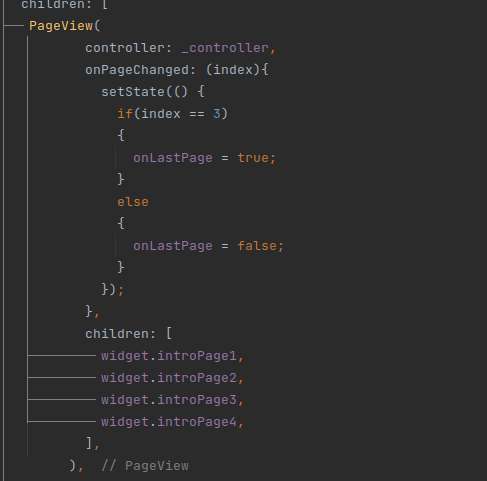 children: [
PageView(
controller: _controller,
onPageChanged: (index){
setState(() {
if(index == 3)
{
onLastPage = true;
}
else
{
onLastPage = false;
}
});
},
children: [
widget.introPage1,
widget.introPage2,
widget.introPage3,
widget.introPage4,
],
), // PageView